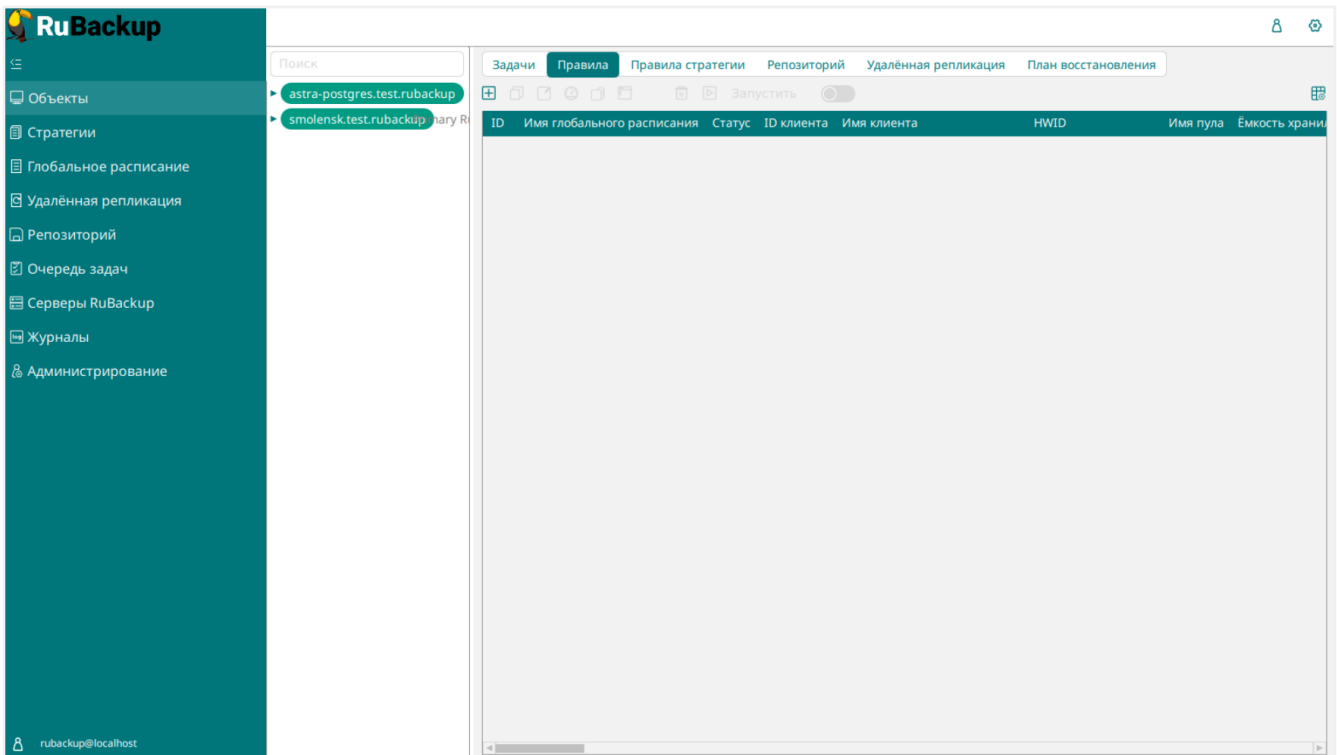 RuBackup
Поиск
Задачи Правила Правила стратегии Репозиторий Удалённая репликация План восстановления
Объекты
astra-postgres.test.rubackup
Запустить
Стратегии
smolensk.test.rubackup
ID Имя глобального расписания Статус ID клиента Имя клиента HWID Имя пула Ёмкость хранил
Глобальное расписание
Удалённая репликация
Репозиторий
Очередь задач
Серверы RuBackup
Журналы
Администрирование
rubackup@localhost